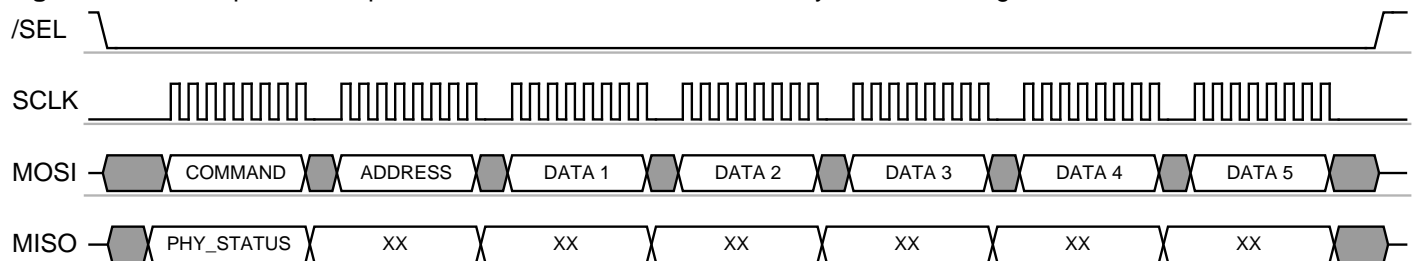 /SEL
SCLK
MOSI COMMAND ADDRESS DATA 1 DATA 2 DATA 3 DATA 4 DATA 5
MISO PHY_STATUS XX XX XX XX XX XX